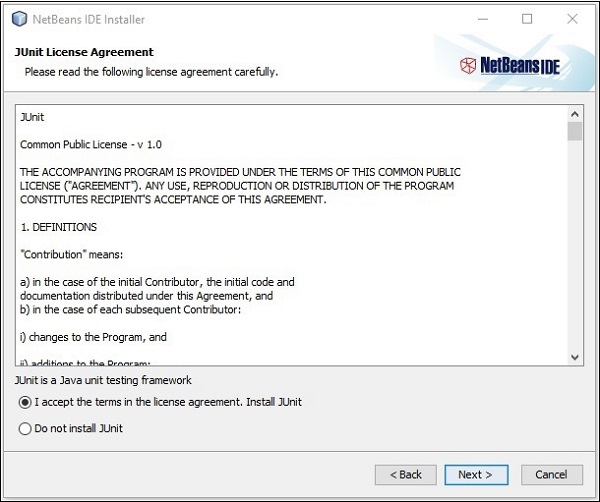 NetBeans IDE Installer
JUnit License Agreement
Please read the following license agreement carefully.
NetBeans IDE
JUnit
Common Public License - v 1.0
THE ACCOMPANYING PROGRAM IS PROVIDED UNDER THE TERMS OF THIS COMMON PUBLIC
LICENSE ("AGREEMENT"). ANY USE, REPRODUCTION OR DISTRIBUTION OF THE PROGRAM
CONSTITUTES RECIPIENT'S ACCEPTANCE OF THIS AGREEMENT.
1. DEFINITIONS
"Contribution" means:
a) in the case of the initial Contributor, the initial code and
documentation distributed under this Agreement, and
b) in the case of each subsequent Contributor:
i) changes to the Program, and
ii) additions to the Program;
JUnit is a Java unit testing framework
I accept the terms in the license agreement. Install JUnit
Do not install JUnit
< Back
Next >
Cancel